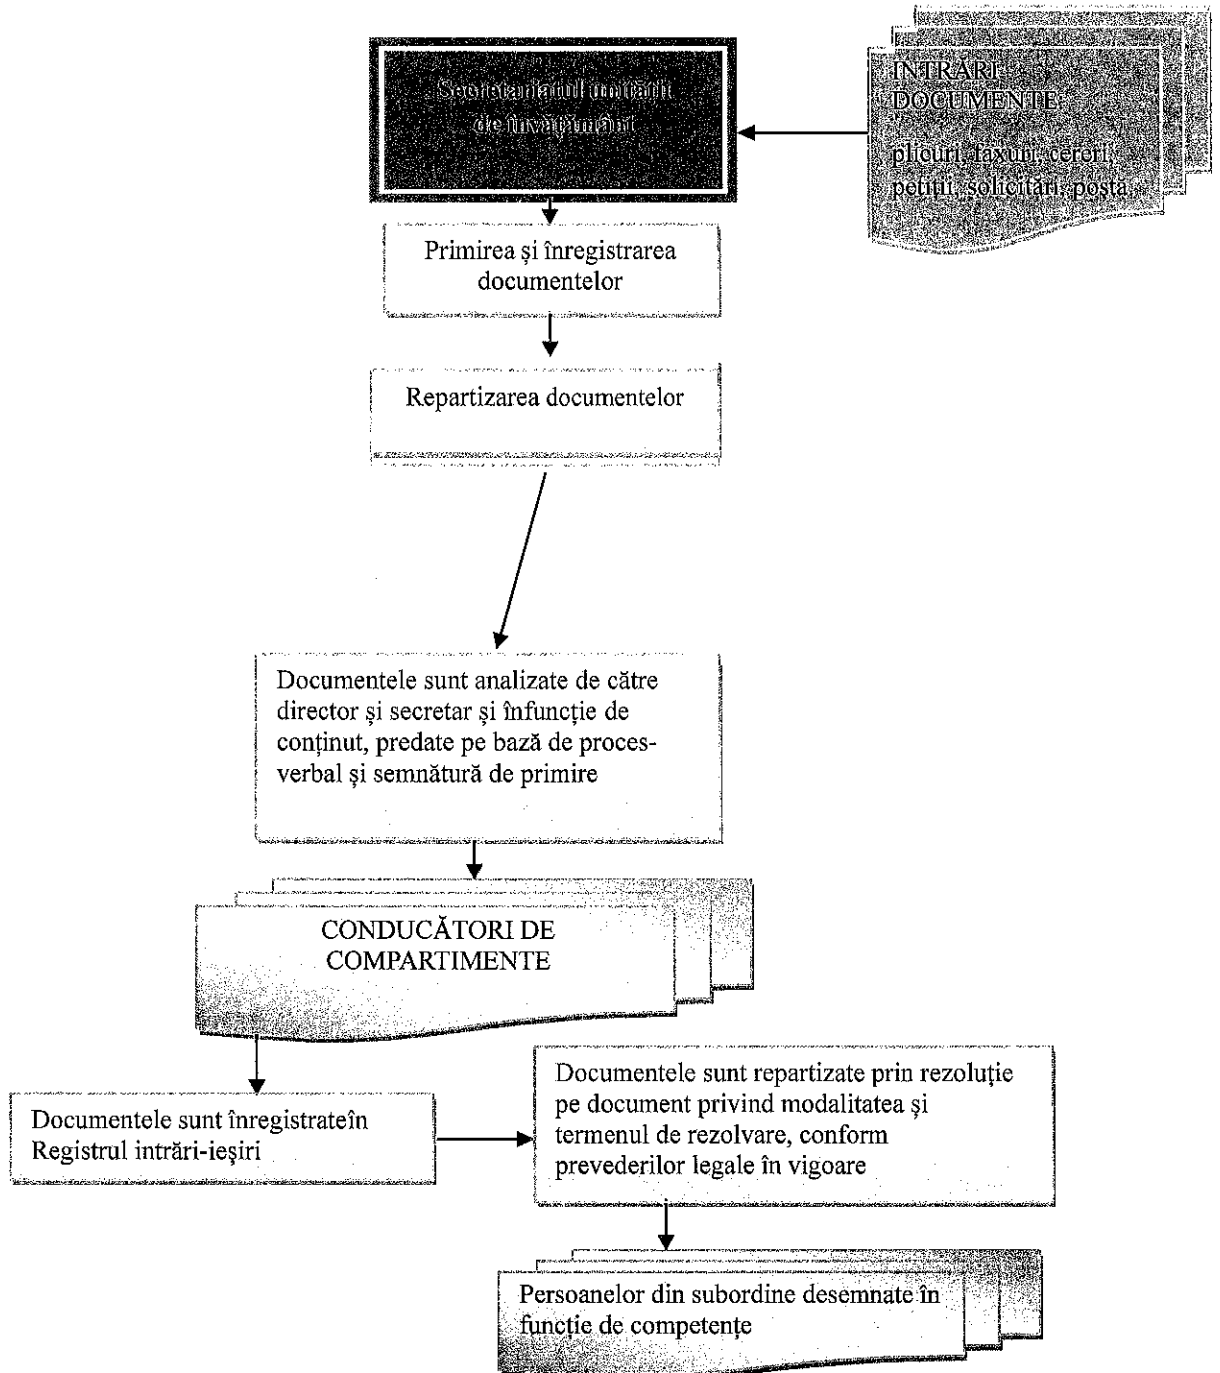 Secretariatul unității
de învățământ
INTRĂRI
DOCUMENTE:
plicuri, faxuri, cereri,
petiții, solicitări, poșta,
Primirea și înregistrarea
documentelor
Repartizarea documentelor
Documentele sunt analizate de către
director și secretar și înfuncție de
conținut, predate pe bază de proces-
verbal și semnătură de primire
CONDUCĂTORI DE
COMPARTIMENTE
Documentele sunt înregistrateîn
Registrul intrări-ieșiri
Documentele sunt repartizate prin rezoluție
pe document privind modalitatea și
termenul de rezolvare, conform
prevederilor legale în vigoare
Persoanelor din subordine desemnate în
funcție de competențe